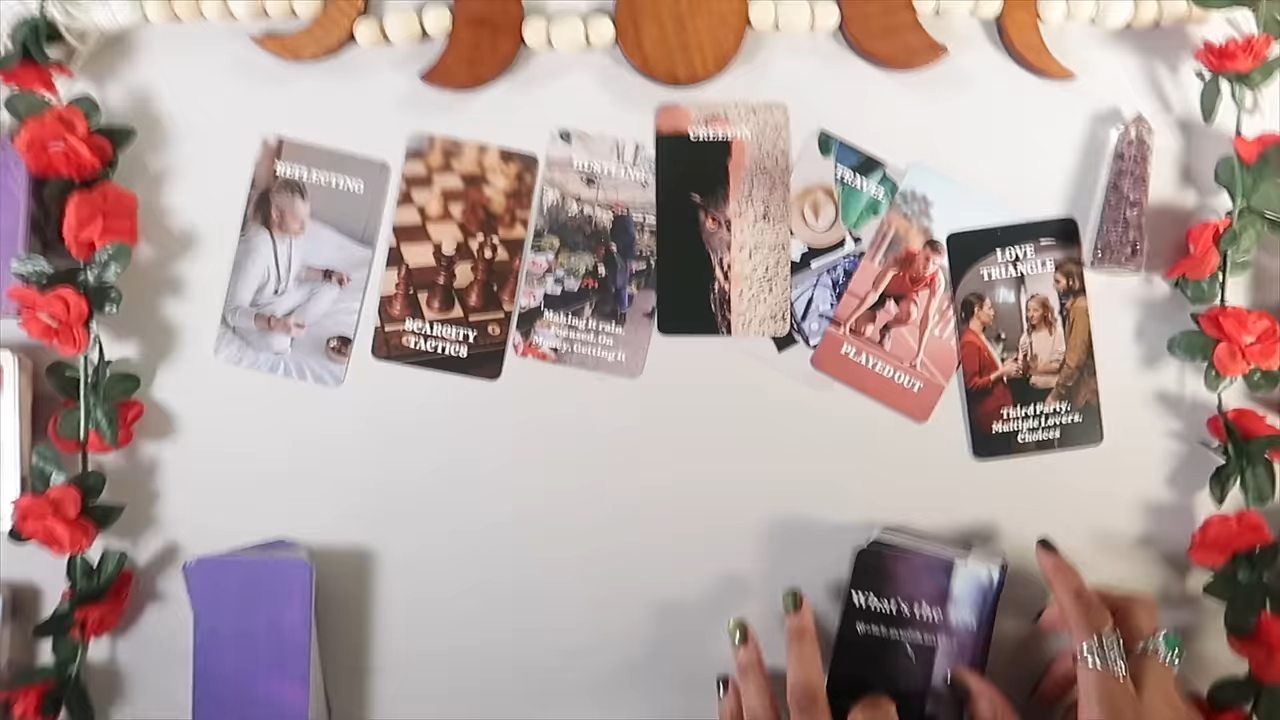 REFLECTING
SCARCITY
TACTICS
HUSTLING
Making it rain.
Focused. On
Money. Getting it
CREEPIN
TRAVEL
PLAYED OUT
LOVE
TRIANGLE
Third Party.
Multiple Lovers.
Choices
What's the